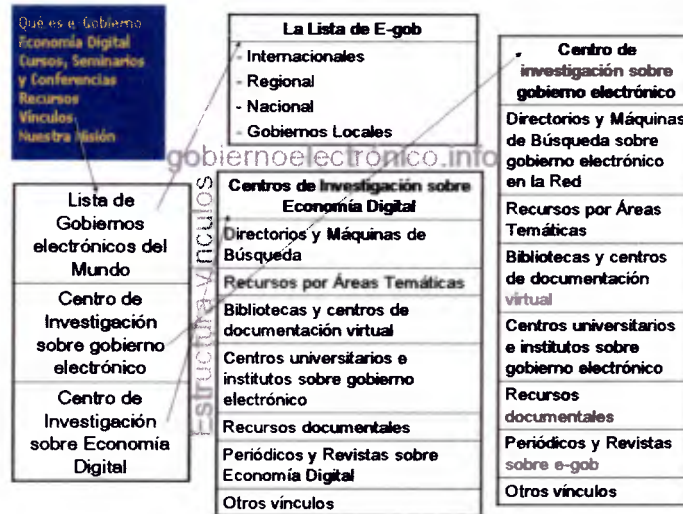 Qué es e-Gobierno
Economía Digital
Cursos, Seminarios
y Conferencias
Recursos
Vínculos
Nuestra Misión
La Lista de E-gob
- Internacionales
- Regional
- Nacional
- Gobiernos Locales
gobiernoelectrónico.info
Estructura-vínculos
Lista de
Gobiernos
electrónicos del
Mundo
Centro de
Investigación
sobre gobierno
electrónico
Centro de
Investigación
sobre Economía
Digital
Centros de Investigación sobre
Economía Digital
Directorios y Máquinas de
Búsqueda
Recursos por Áreas Temáticas
Bibliotecas y centros de
documentación virtual
Centros universitarios e
institutos sobre gobierno
electrónico
Recursos documentales
Periódicos y Revistas sobre
Economía Digital
Otros vínculos
Centro de
investigación sobre
gobierno electrónico
Directorios y Máquinas
de Búsqueda sobre
gobierno electrónico
en la Red
Recursos por Áreas
Temáticas
Bibliotecas y centros
de documentación
virtual
Centros universitarios
e institutos sobre
gobierno electrónico
Recursos
documentales
Periódicos y Revistas
sobre e-gob
Otros vínculos